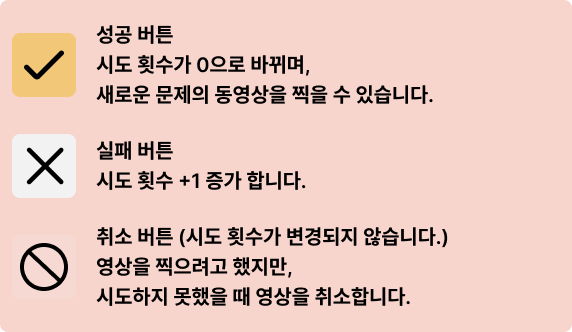 성공 버튼
시도 횟수가 0으로 바뀌며,
새로운 문제의 동영상을 찍을 수 있습니다.
실패 버튼
시도 횟수 +1 증가 합니다.
취소 버튼 (시도 횟수가 변경되지 않습니다.)
영상을 찍으려고 했지만,
시도하지 못했을 때 영상을 취소합니다.